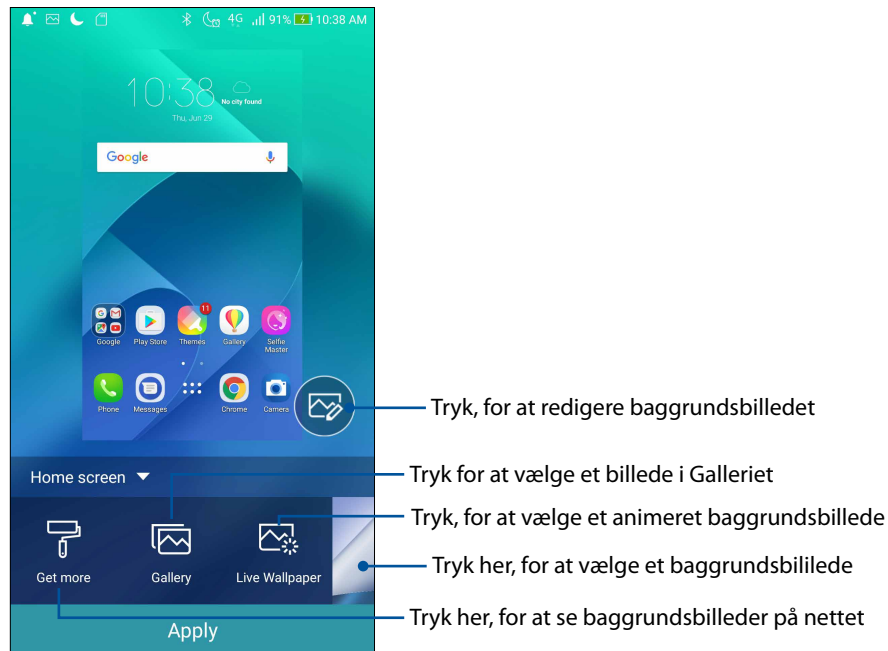 91% 10:38 AM
4G
10:38
No city found
Thu, Jun 29
Google
11
Google Play Store Themes Gallery Selfie
Master
Phone Messages Chrome Camera
Tryk, for at redigere baggrundsbilledet
Home screen
Tryk for at vælge et billede i Galleriet
Tryk, for at vælge et animeret baggrundsbillede
Tryk her, for at vælge et baggrundsbililede
Get more Gallery Live Wallpaper
Tryk her, for at se baggrundsbilleder på nettet
Apply